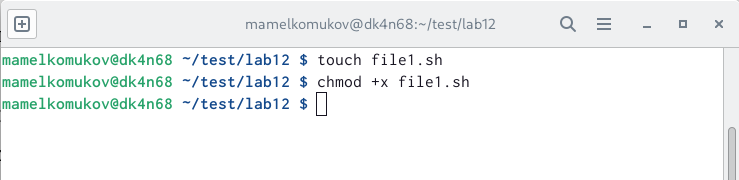 mamelkomukov@dk4n68:~/test/lab12
mamelkomukov@dk4n68 ~/test/lab12 $ touch file1.sh
mamelkomukov@dk4n68 ~/test/lab12 $ chmod +x file1.sh
mamelkomukov@dk4n68 ~/test/lab12 $